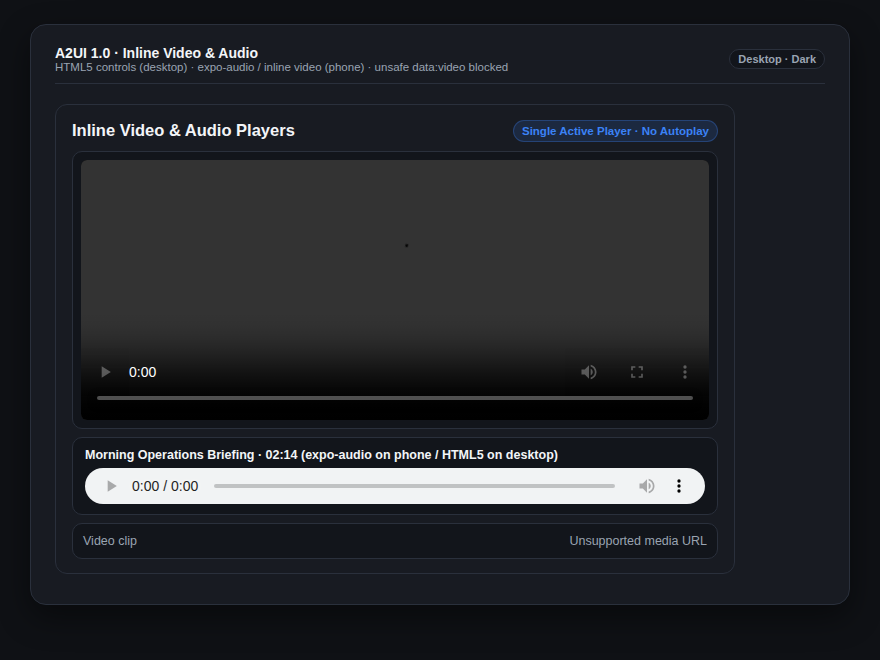 A2UI 1.0 · Inline Video & Audio
HTML5 controls (desktop) · expo-audio / inline video (phone) · unsafe data:video blocked
Desktop · Dark
Inline Video & Audio Players
Single Active Player · No Autoplay
0:00
Morning Operations Briefing · 02:14 (expo-audio on phone / HTML5 on desktop)
0:00 / 0:00
Video clip
Unsupported media URL